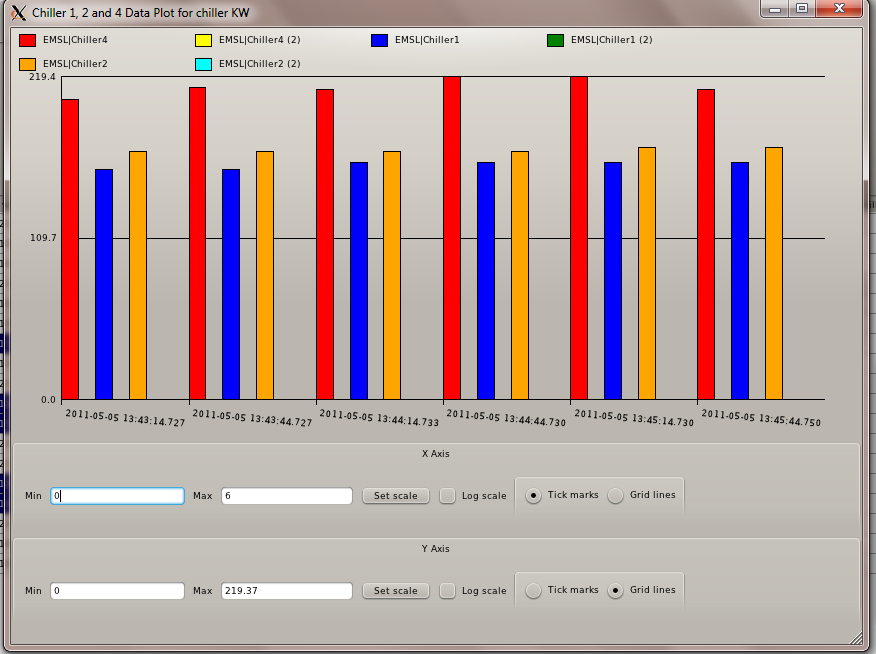 Chiller 1, 2 and 4 Data Plot for chiller KW
EMSL|Chiller4 EMSL|Chiller4 (2) EMSL|Chiller1 EMSL|Chiller1 (2)
EMSL|Chiller2 EMSL|Chiller2 (2)
219.4
109.7
0.0
2011-05-05 13:43:14.727 2011-05-05 13:43:44.727 2011-05-05 13:44:14.733 2011-05-05 13:44:44.730 2011-05-05 13:45:14.730 2011-05-05 13:45:44.750
X Axis
Min 0 Max 6 Set scale Log scale Tick marks Grid lines
Y Axis
Min 0 Max 219.37 Set scale Log scale Tick marks Grid lines